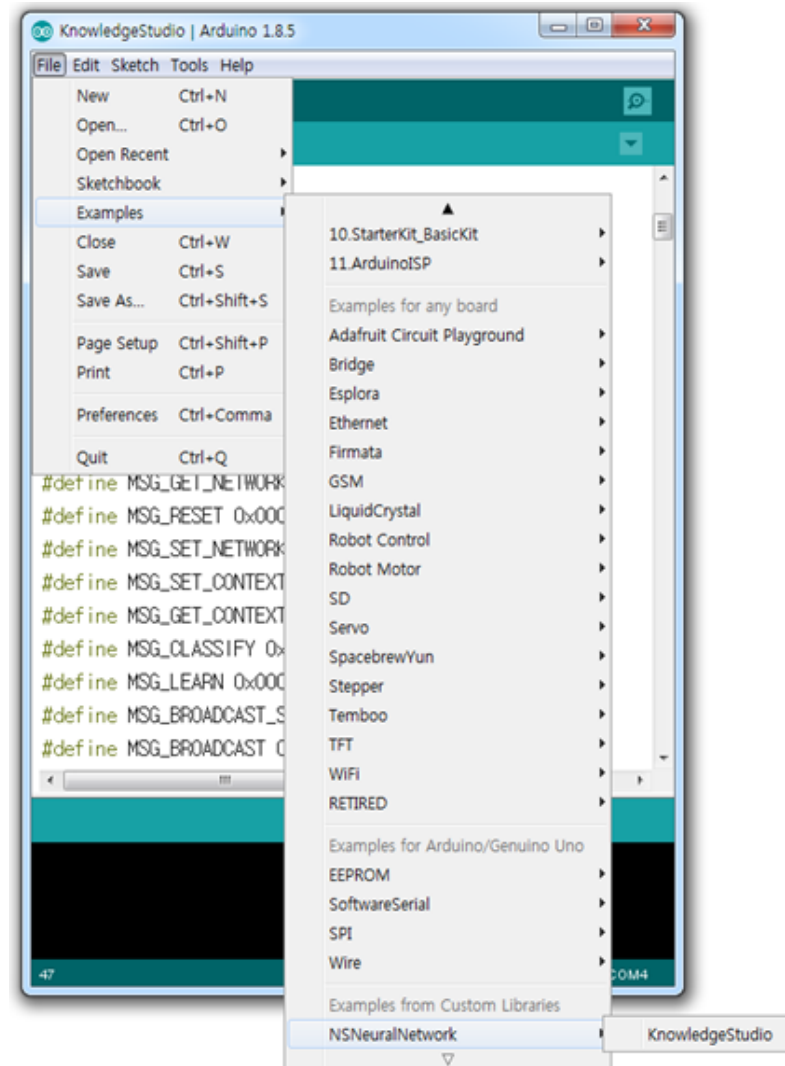 KnowledgeStudio | Arduino 1.8.5
File Edit Sketch Tools Help
New Ctrl+N
Open... Ctrl+O
Open Recent
Sketchbook
Examples
Close Ctrl+W
Save Ctrl+S
Save As... Ctrl+Shift+S
Page Setup Ctrl+Shift+P
Print Ctrl+P
Preferences Ctrl+Comma
Quit Ctrl+Q
#define MSG_GET_NETWORK
#define MSG_RESET 0x000
#define MSG_SET_NETWORK
#define MSG_SET_CONTEXT
#define MSG_GET_CONTEXT
#define MSG_CLASSIFY 0x
#define MSG_LEARN 0x000
#define MSG_BROADCAST_S
#define MSG_BROADCAST 0
10.StarterKit_BasicKit
11.ArduinoISP
Examples for any board
Adafruit Circuit Playground
Bridge
Esplora
Ethernet
Firmata
GSM
LiquidCrystal
Robot Control
Robot Motor
SD
Servo
SpacebrewYun
Stepper
Temboo
TFT
WiFi
RETIRED
Examples for Arduino/Genuino Uno
EEPROM
SoftwareSerial
SPI
Wire
Examples from Custom Libraries
NSNeuralNetwork
KnowledgeStudio
47
COM4